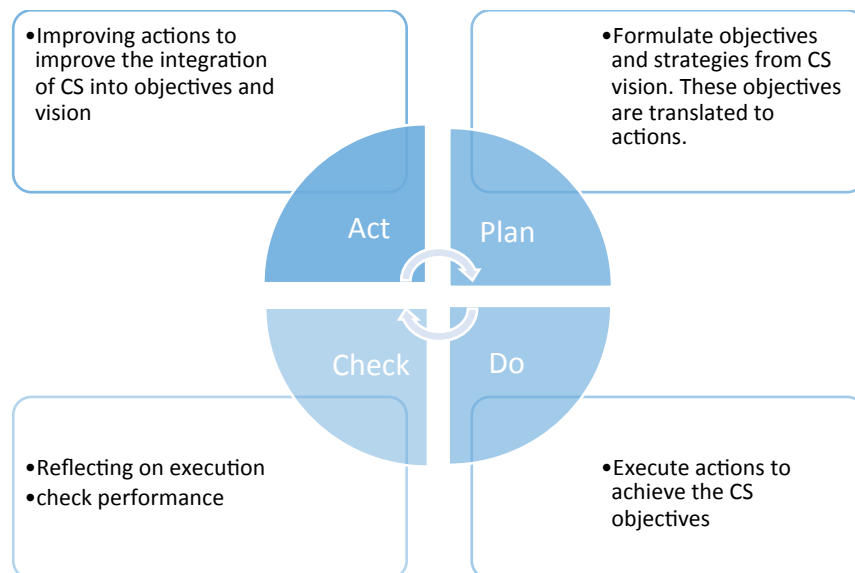 •Improving actions to
improve the integration
of CS into objectives and
vision
•Formulate objectives
and strategies from CS
vision. These objectives
are translated to
actions.
Act
Plan
Check
Do
•Reflecting on execution
•check performance
•Execute actions to
achieve the CS
objectives